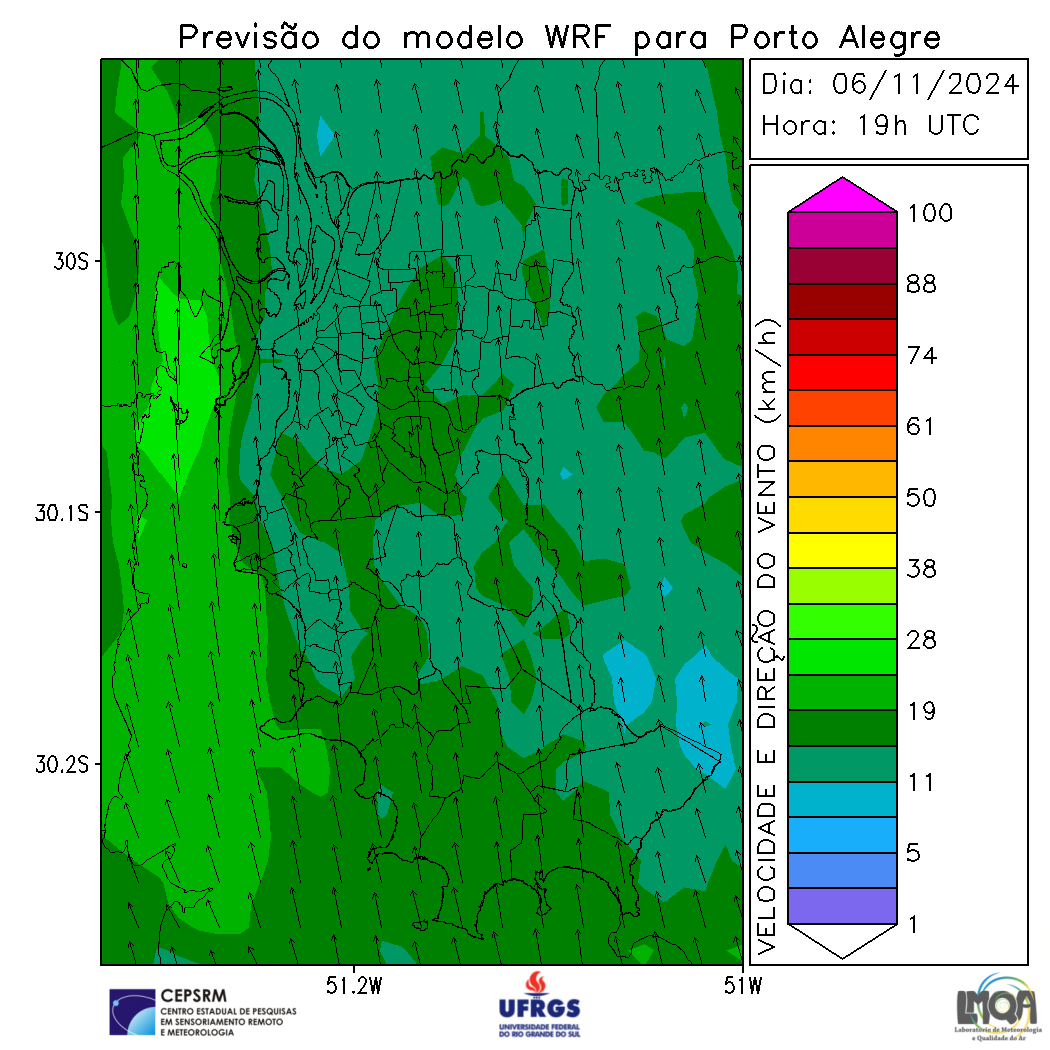 Previsão do modelo WRF para Porto Alegre
Dia: 06/11/2024
Hora: 19h UTC
30S
30.1S
30.2S
51.2W
51W
VELOCIDADE E DIREÇÃO DO VENTO (km/h)
100
88
74
61
50
38
28
19
11
5
1
CEPSRM
CENTRO ESTADUAL DE PESQUISAS
EM SENSORIAMENTO REMOTO
E METEOROLOGIA
UFRGS
UNIVERSIDADE FEDERAL
DO RIO GRANDE DO SUL
LMQA
Laboratório de Meteorologia
e Qualidade do Ar